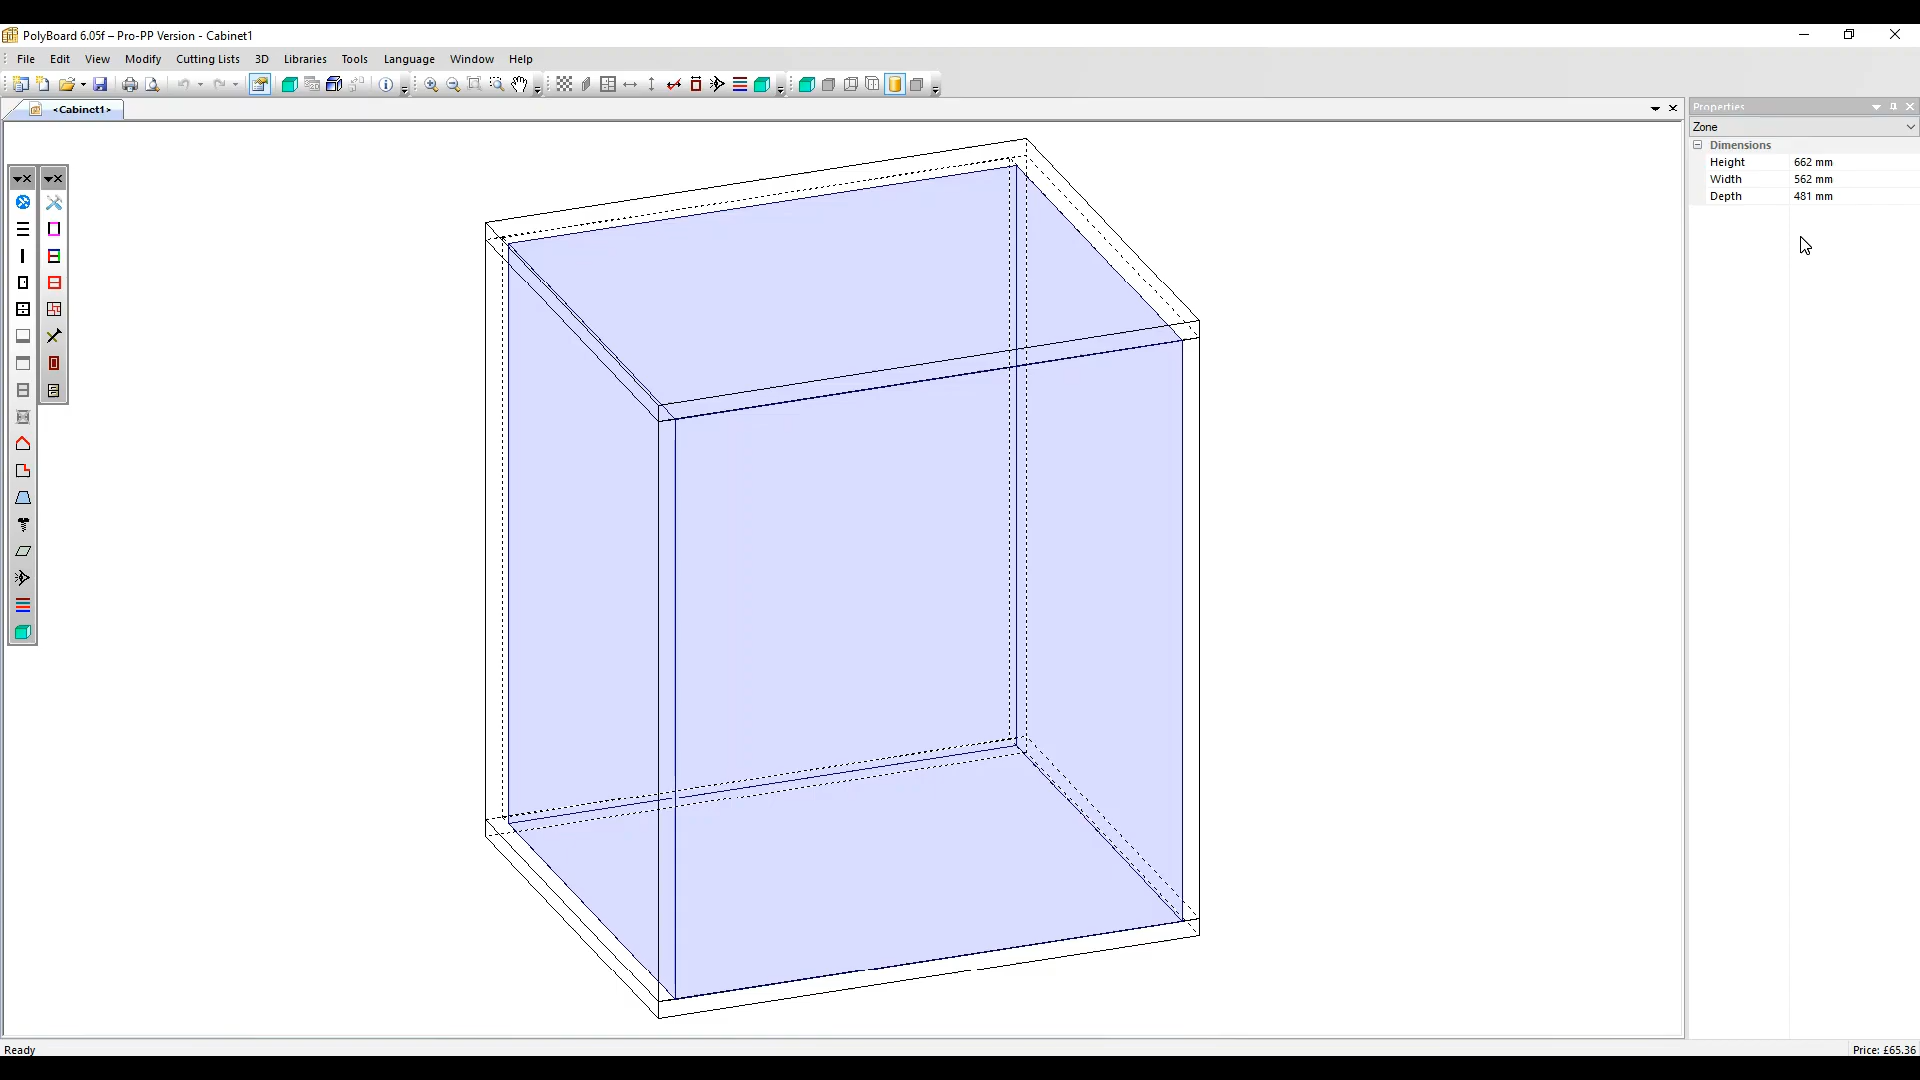 PolyBoard 6.05f – Pro-PP Version - Cabinet1
File Edit View Modify Cutting Lists 3D Libraries Tools Language Window Help
<Cabinet1>
Properties
Zone
Dimensions
Height 662 mm
Width 562 mm
Depth 481 mm
Ready
Price: £65.36